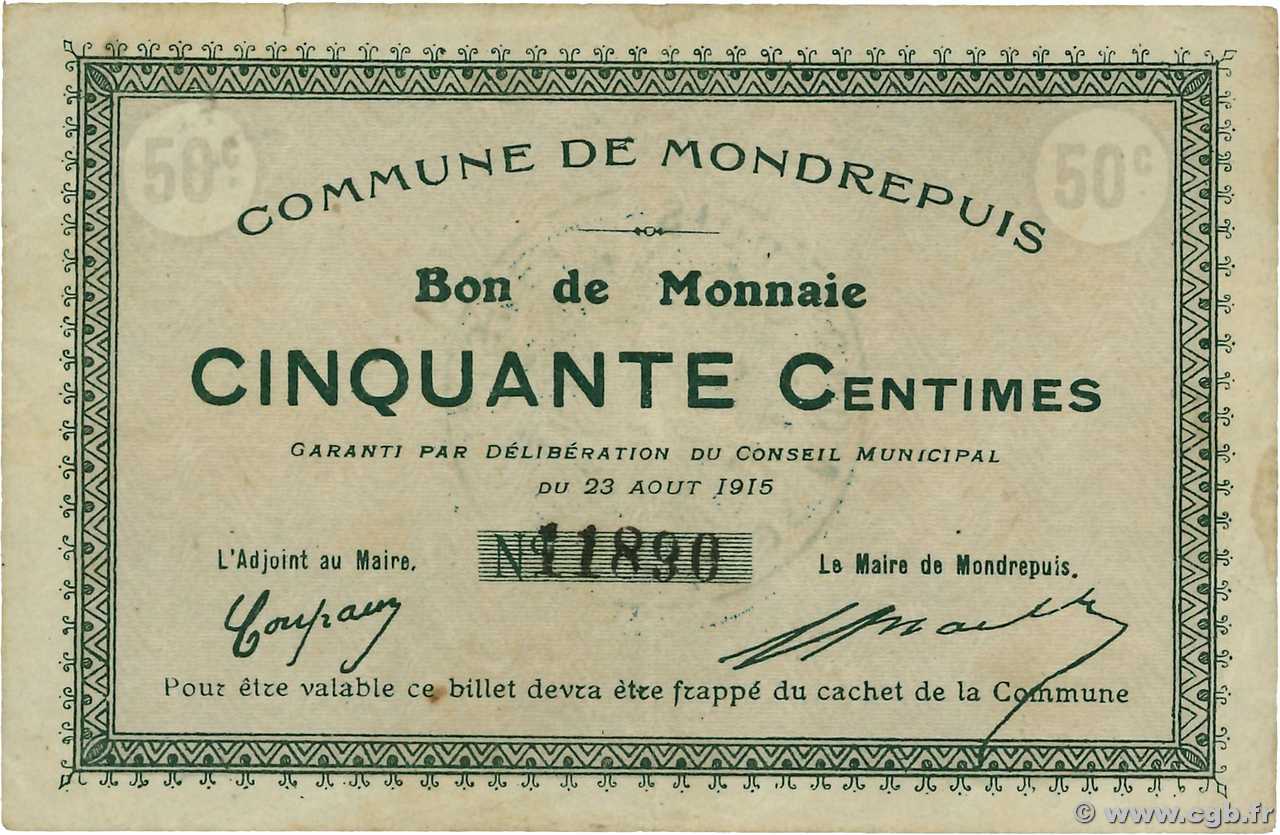 50c 50c
COMMUNE DE MONDREPUIS
Bon de Monnaie
CINQUANTE CENTIMES
GARANTI PAR DÉLIBÉRATION DU CONSEIL MUNICIPAL
DU 23 AOUT 1915
No 11890
L'Adjoint au Maire. Le Maire de Mondrepuis.
Pour être valable ce billet devra être frappé du cachet de la Commune
© www.cgb.fr